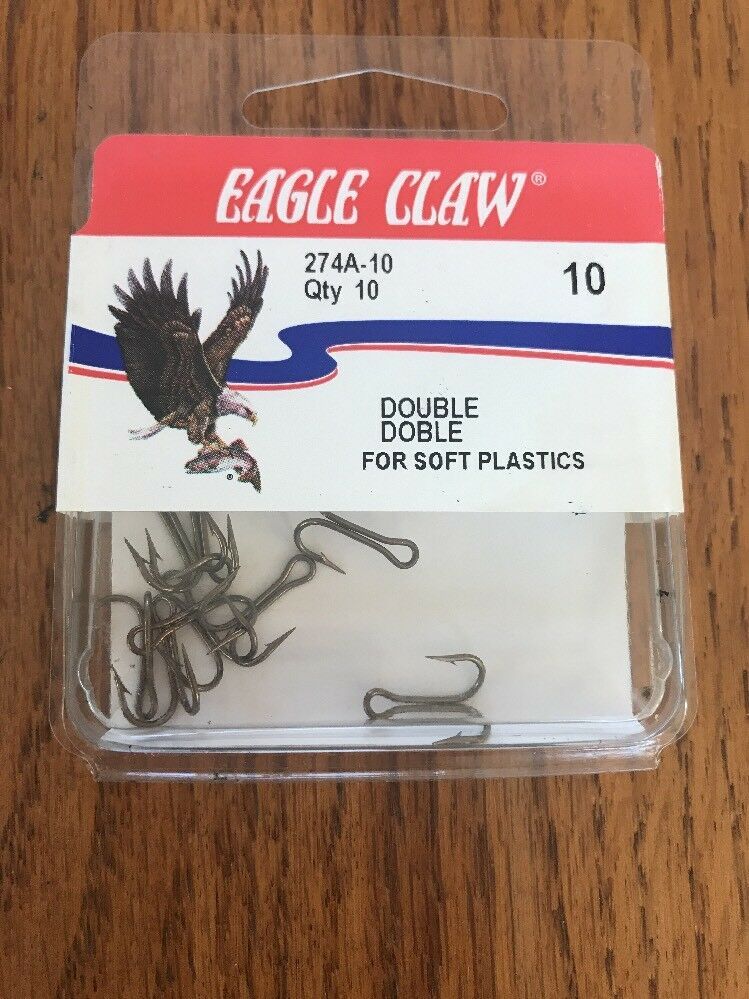 EAGLE CLAW®
274A-10
Qty 10
10
DOUBLE
DOBLE
FOR SOFT PLASTICS
®